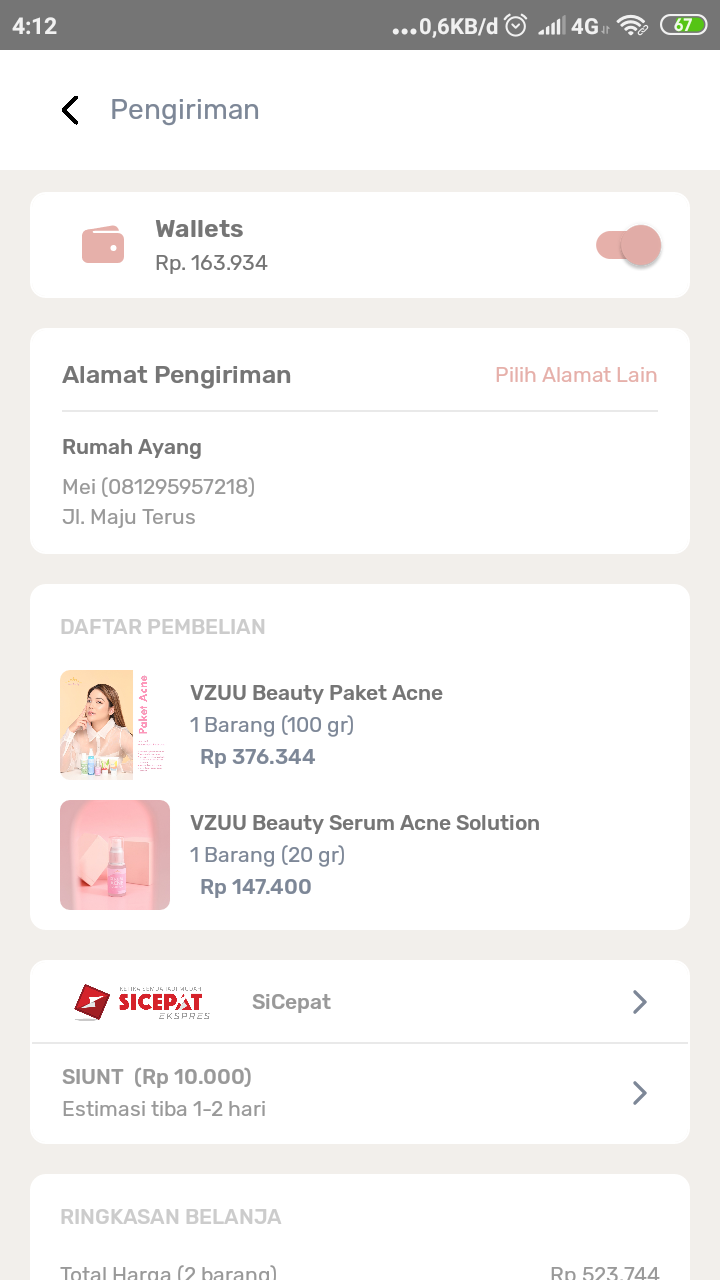 4:12
...0,6KB/d 4G 67
Pengiriman
Wallets
Rp. 163.934
Alamat Pengiriman
Pilih Alamat Lain
Rumah Ayang
Mei (081295957218)
Jl. Maju Terus
DAFTAR PEMBELIAN
Paket Acne
VZUU Beauty Paket Acne
1 Barang (100 gr)
Rp 376.344
VZUU Beauty Serum Acne Solution
1 Barang (20 gr)
Rp 147.400
SICEPAT
EKSPRES
SiCepat
SIUNT (Rp 10.000)
Estimasi tiba 1-2 hari
RINGKASAN BELANJA
Total Harga (2 barang)
Rp 523.744